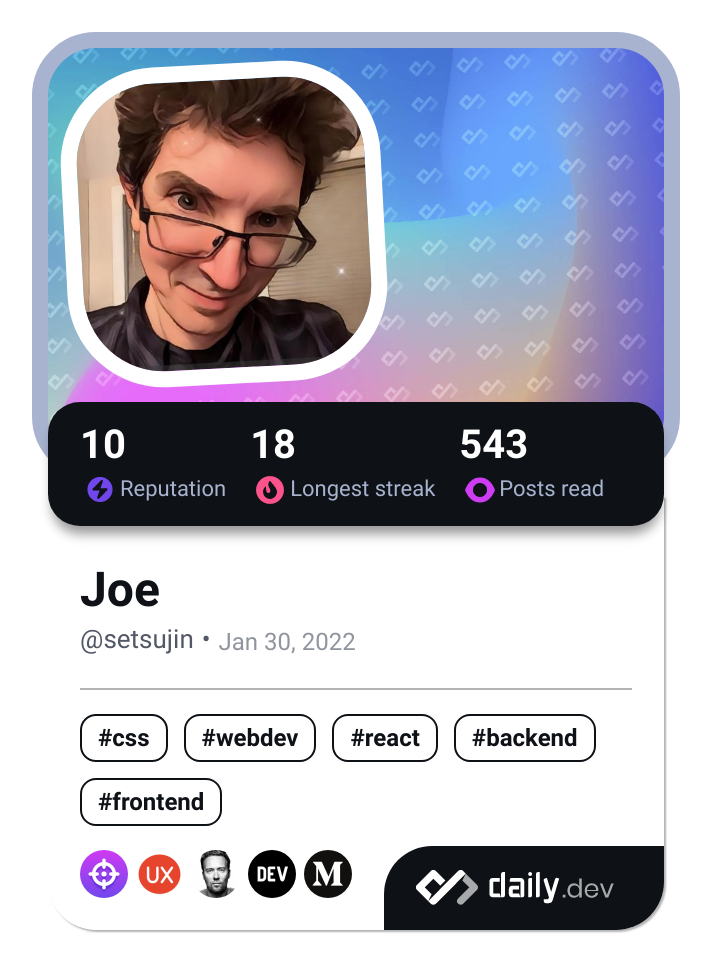 10 18 543
Reputation Longest streak Posts read
Joe
@setsujin • Jan 30, 2022
#css #webdev #react #backend
#frontend
UX DEV M
daily.dev